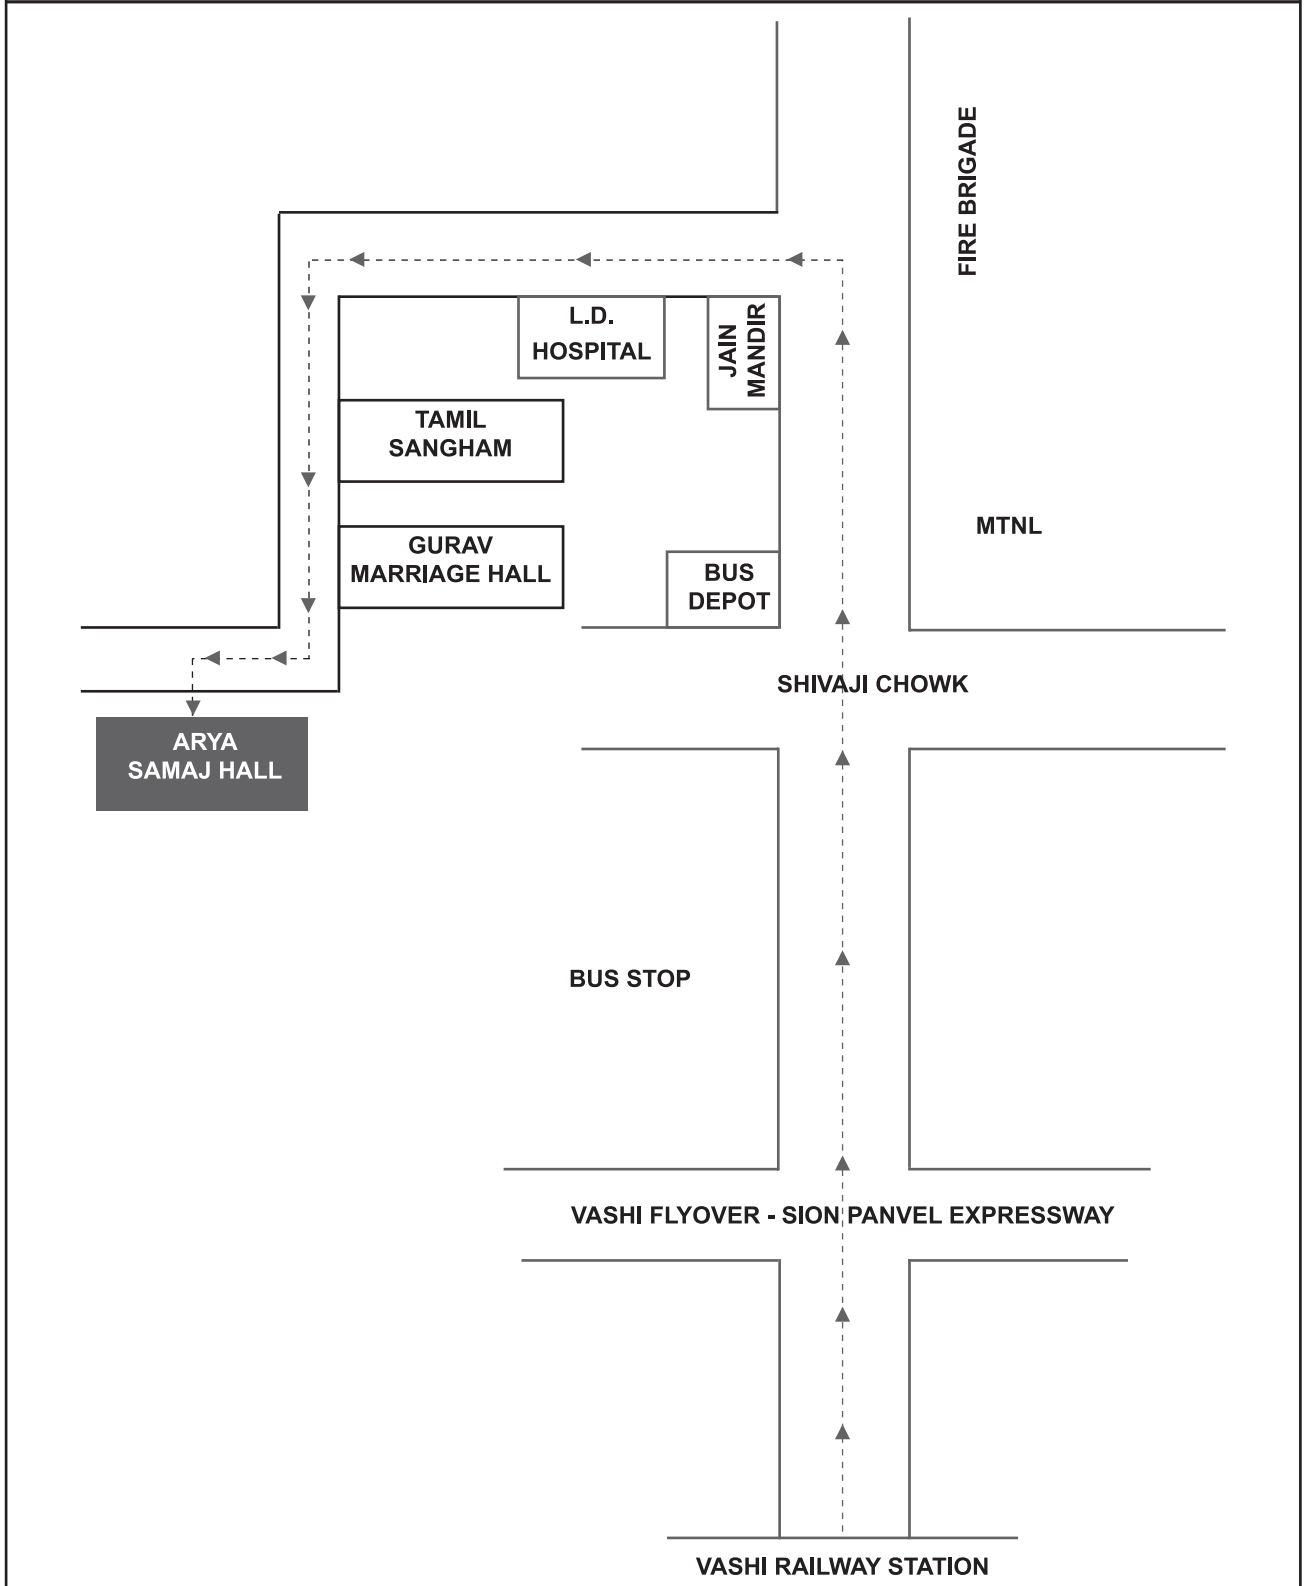 FIRE BRIGADE
L.D.
HOSPITAL
JAIN
MANDIR
TAMIL
SANGHAM
MTNL
GURAV
MARRIAGE HALL
BUS
DEPOT
SHIVAJI CHOWK
ARYA
SAMAJ HALL
BUS STOP
VASHI FLYOVER - SION PANVEL EXPRESSWAY
VASHI RAILWAY STATION